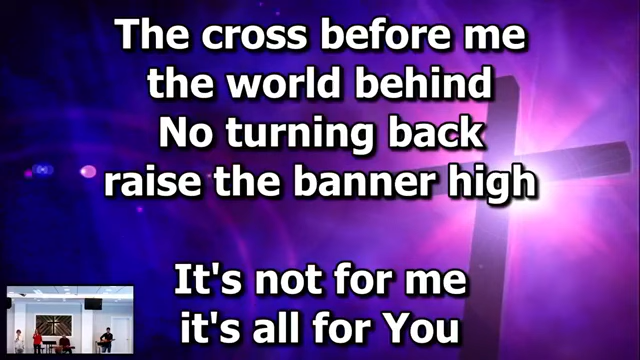 The cross before me
the world behind
No turning back
raise the banner high
It's not for me
it's all for You